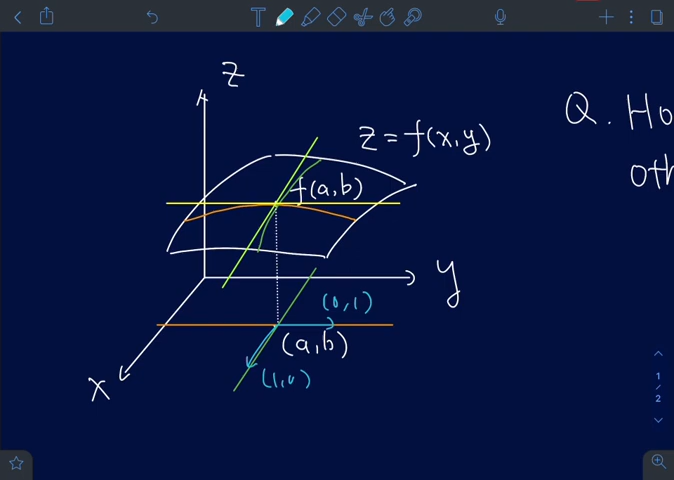 z
z = f(x,y)
f(a,b)
Q. Ho
oth
y
(0,1)
(a,b)
(1,0)
x
1
/
2